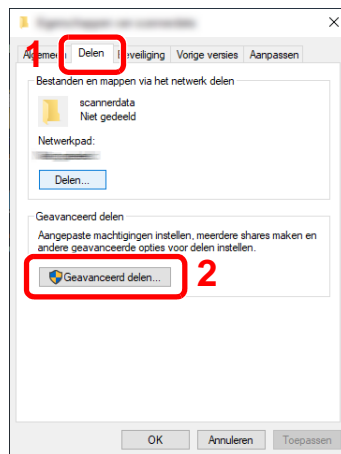 1
Delen
Vorige versies
Aanpassen
Bestanden en mappen via het netwerk delen
scannerdata
Niet gedeeld
Netwerkpad:
Delen...
Geavanceerd delen
Aangepaste machtigingen instellen, meerdere shares maken en
andere geavanceerde opties voor delen instellen.
Geavanceerd delen...
2
OK
Annuleren
Toepassen